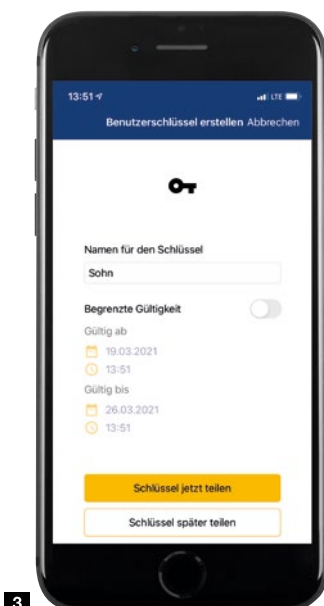 13:51 LTE
Benutzerschlüssel erstellen Abbrechen
Namen für den Schlüssel
Sohn
Begrenzte Gültigkeit
Gültig ab
19.03.2021
13:51
Gültig bis
26.03.2021
13:51
Schlüssel jetzt teilen
Schlüssel später teilen
3